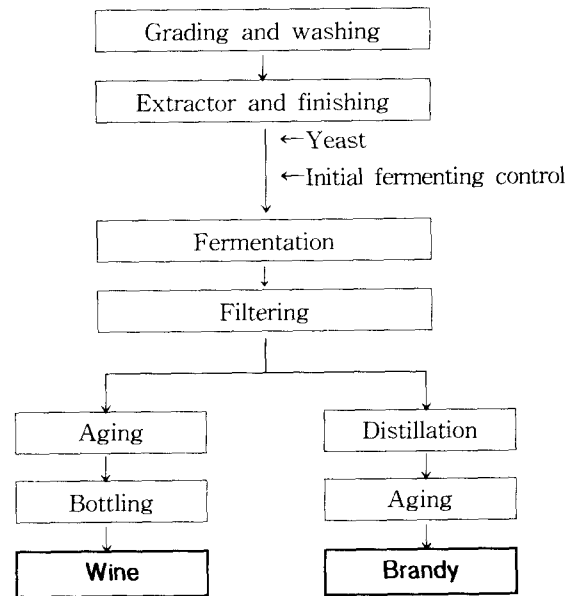 Grading and washing
Extractor and finishing
←Yeast
←Initial fermenting control
Fermentation
Filtering
Aging
Distillation
Bottling
Aging
Wine
Brandy